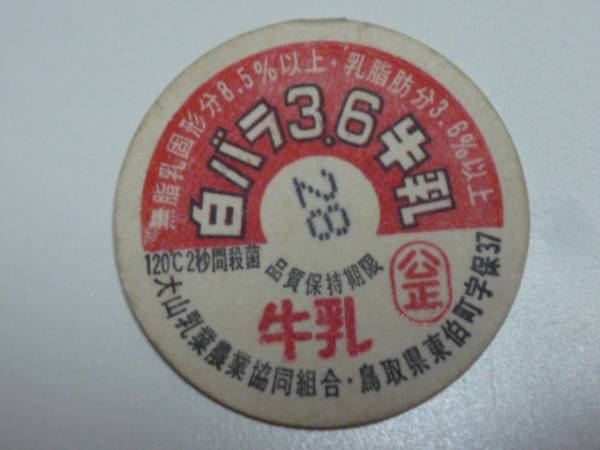 無脂乳固形分8.5%以上・乳脂肪分3.6%以上
白バラ3.6牛乳
28
120℃2秒間殺菌
品質保持期限
公正
牛乳
大山乳業農業協同組合・鳥取県東伯町字保37